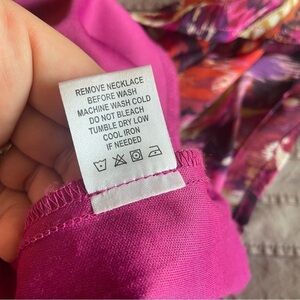 REMOVE NECKLACE
BEFORE WASH
MACHINE WASH COLD
DO NOT BLEACH
TUMBLE DRY LOW
COOL IRON
IF NEEDED